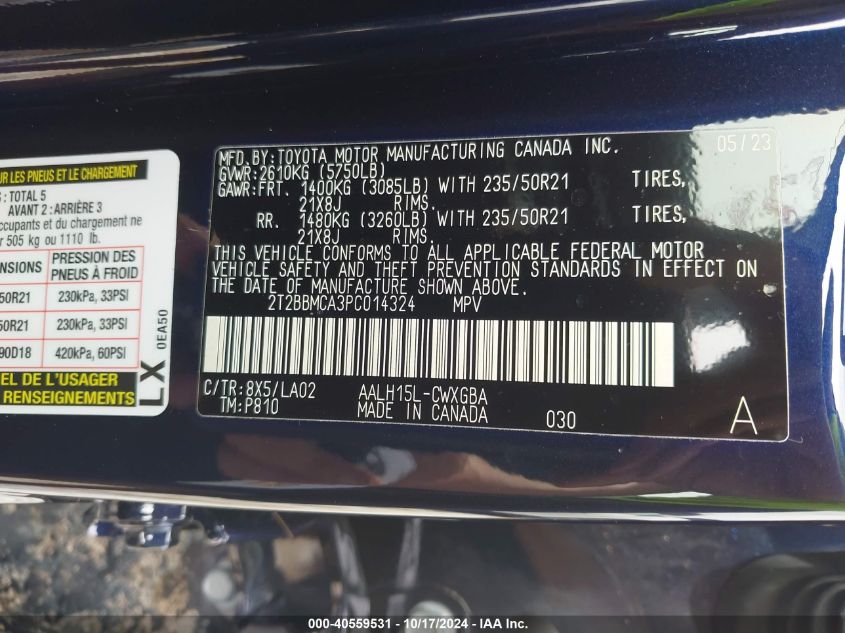 UR LES PNEUS ET LE CHARGEMENT
: TOTAL 5
AVANT 2 : ARRIÈRE 3
occupants et du chargement ne
r 505 kg ou 1110 lb.
ENSIONS
PRESSION DES
PNEUS À FROID
50R21
230kPa, 33PSI
50R21
230kPa, 33PSI
90D18
420kPa, 60PSI
EL DE L'USAGER
RENSEIGNEMENTS
LX 0EA50
MFD.BY:TOYOTA MOTOR MANUFACTURING CANADA INC. 05/23
GVWR:2610KG (5750LB)
GAWR:FRT. 1400KG (3085LB) WITH 235/50R21 TIRES,
21X8J RIMS.
RR. 1480KG (3260LB) WITH 235/50R21 TIRES,
21X8J RIMS.
THIS VEHICLE CONFORMS TO ALL APPLICABLE FEDERAL MOTOR
VEHICLE SAFETY AND THEFT PREVENTION STANDARDS IN EFFECT ON
THE DATE OF MANUFACTURE SHOWN ABOVE.
2T2BBMCA3PC014324 MPV
C/TR:8X5/LA02 AALH15L-CWXGBA
TM:P810 MADE IN CANADA 030 A
000-40559531 - 10/17/2024 - IAA Inc.